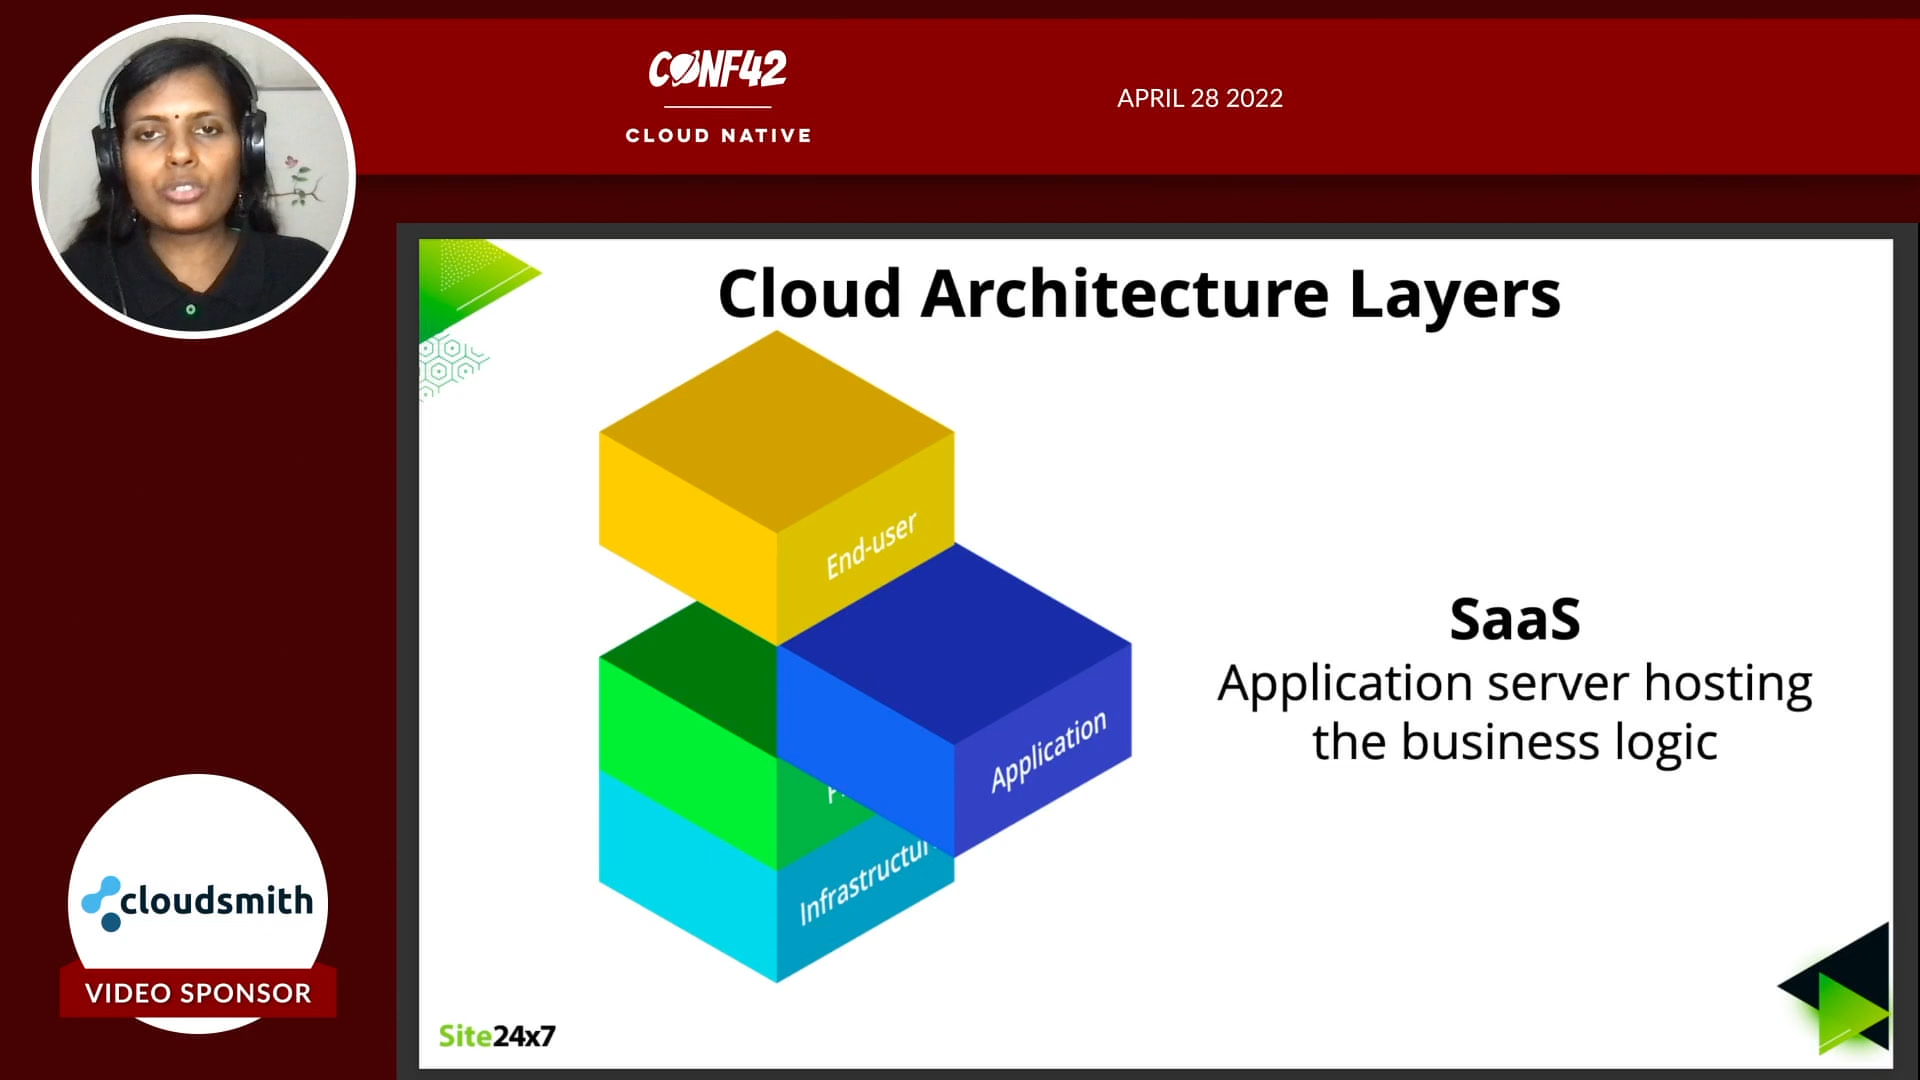 CONF42
CLOUD NATIVE
APRIL 28 2022
Cloud Architecture Layers
End-user
Application
SaaS
Application server hosting
the business logic
cloudsmith
VIDEO SPONSOR
Site24x7